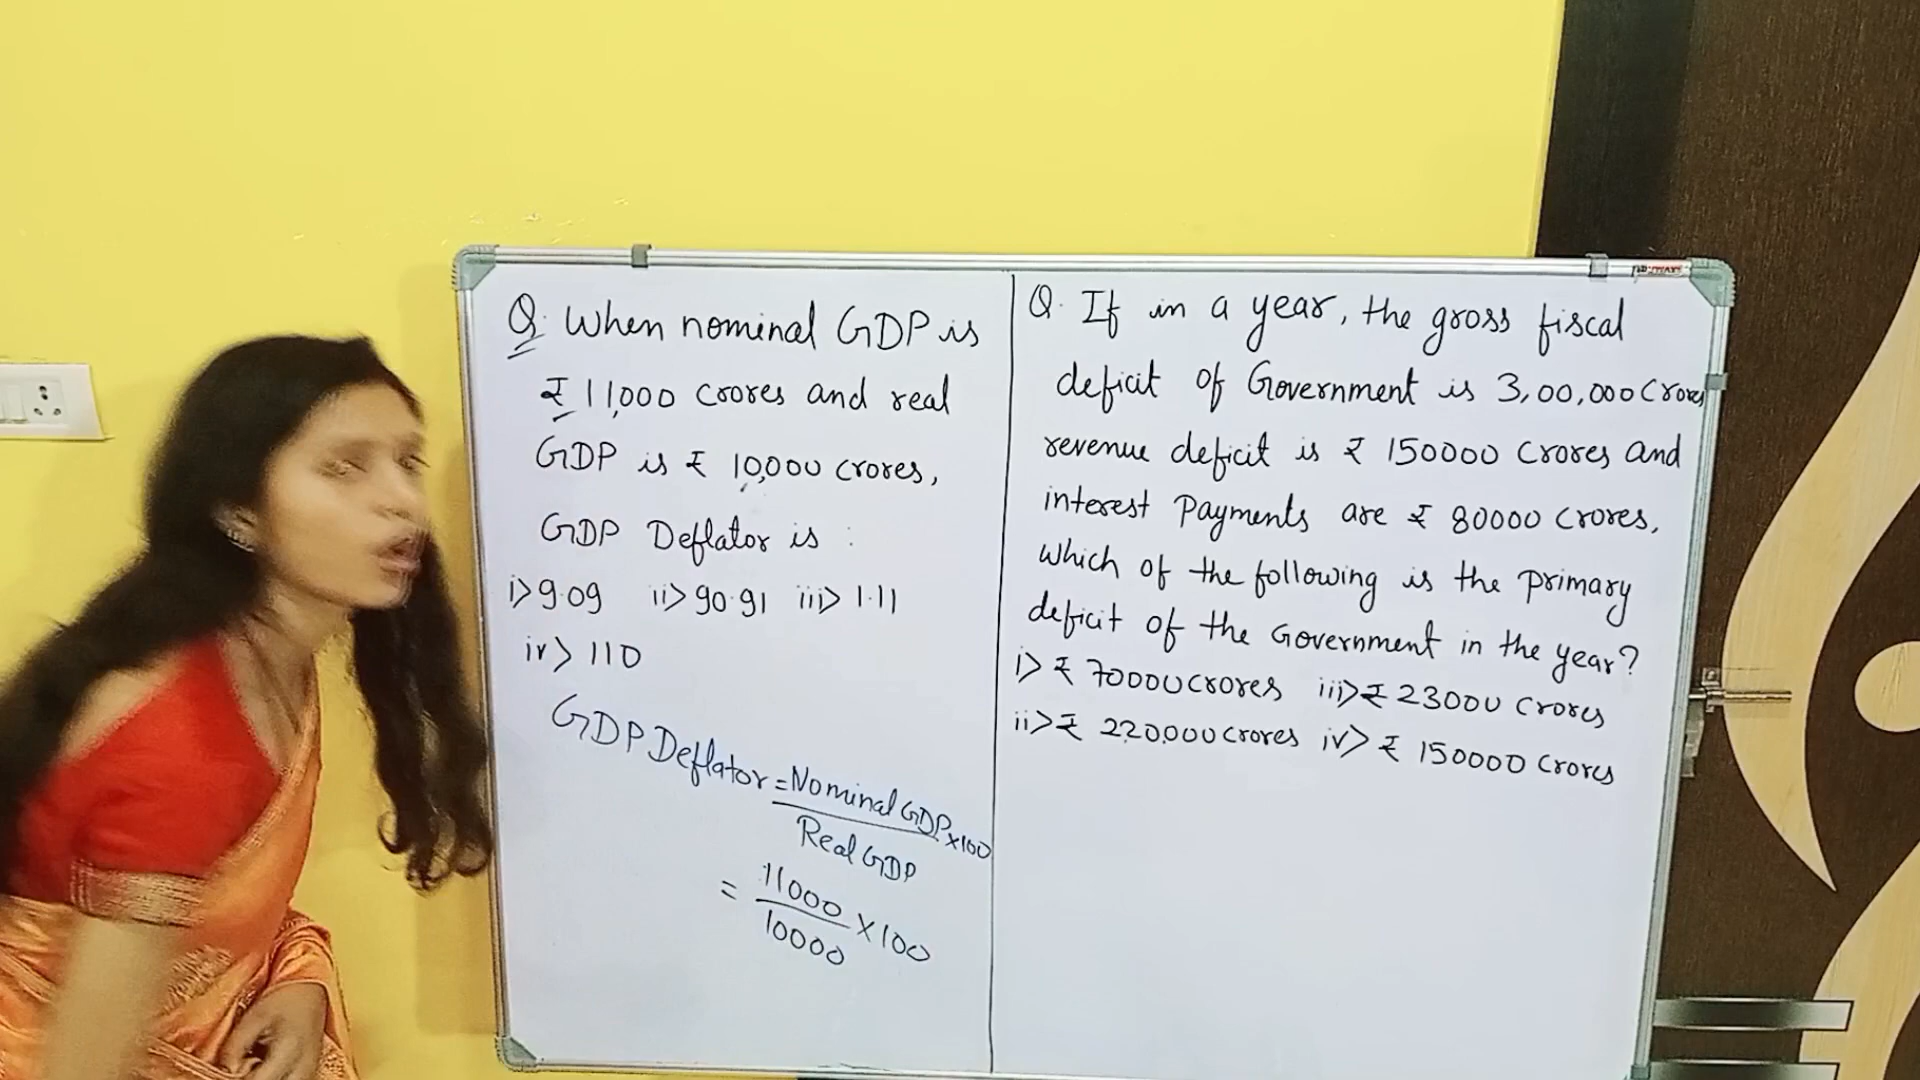 Q. When nominal GDP is
₹ 11,000 crores and real
GDP is ₹ 10,000 crores,
GDP Deflator is :
i> 9.09 ii> 90.91 iii> 1.11
iv> 110
GDP Deflator = Nominal GDP × 100
Real GDP
= 11000 × 100
10000
Q. If in a year, the gross fiscal
deficit of Government is 3,00,000 Crores
revenue deficit is ₹ 150000 Crores and
interest Payments are ₹ 80000 Crores,
which of the following is the primary
deficit of the Government in the year?
i> ₹ 70000 crores iii> ₹ 23000 Crores
ii> ₹ 220000 crores iv> ₹ 150000 Crores